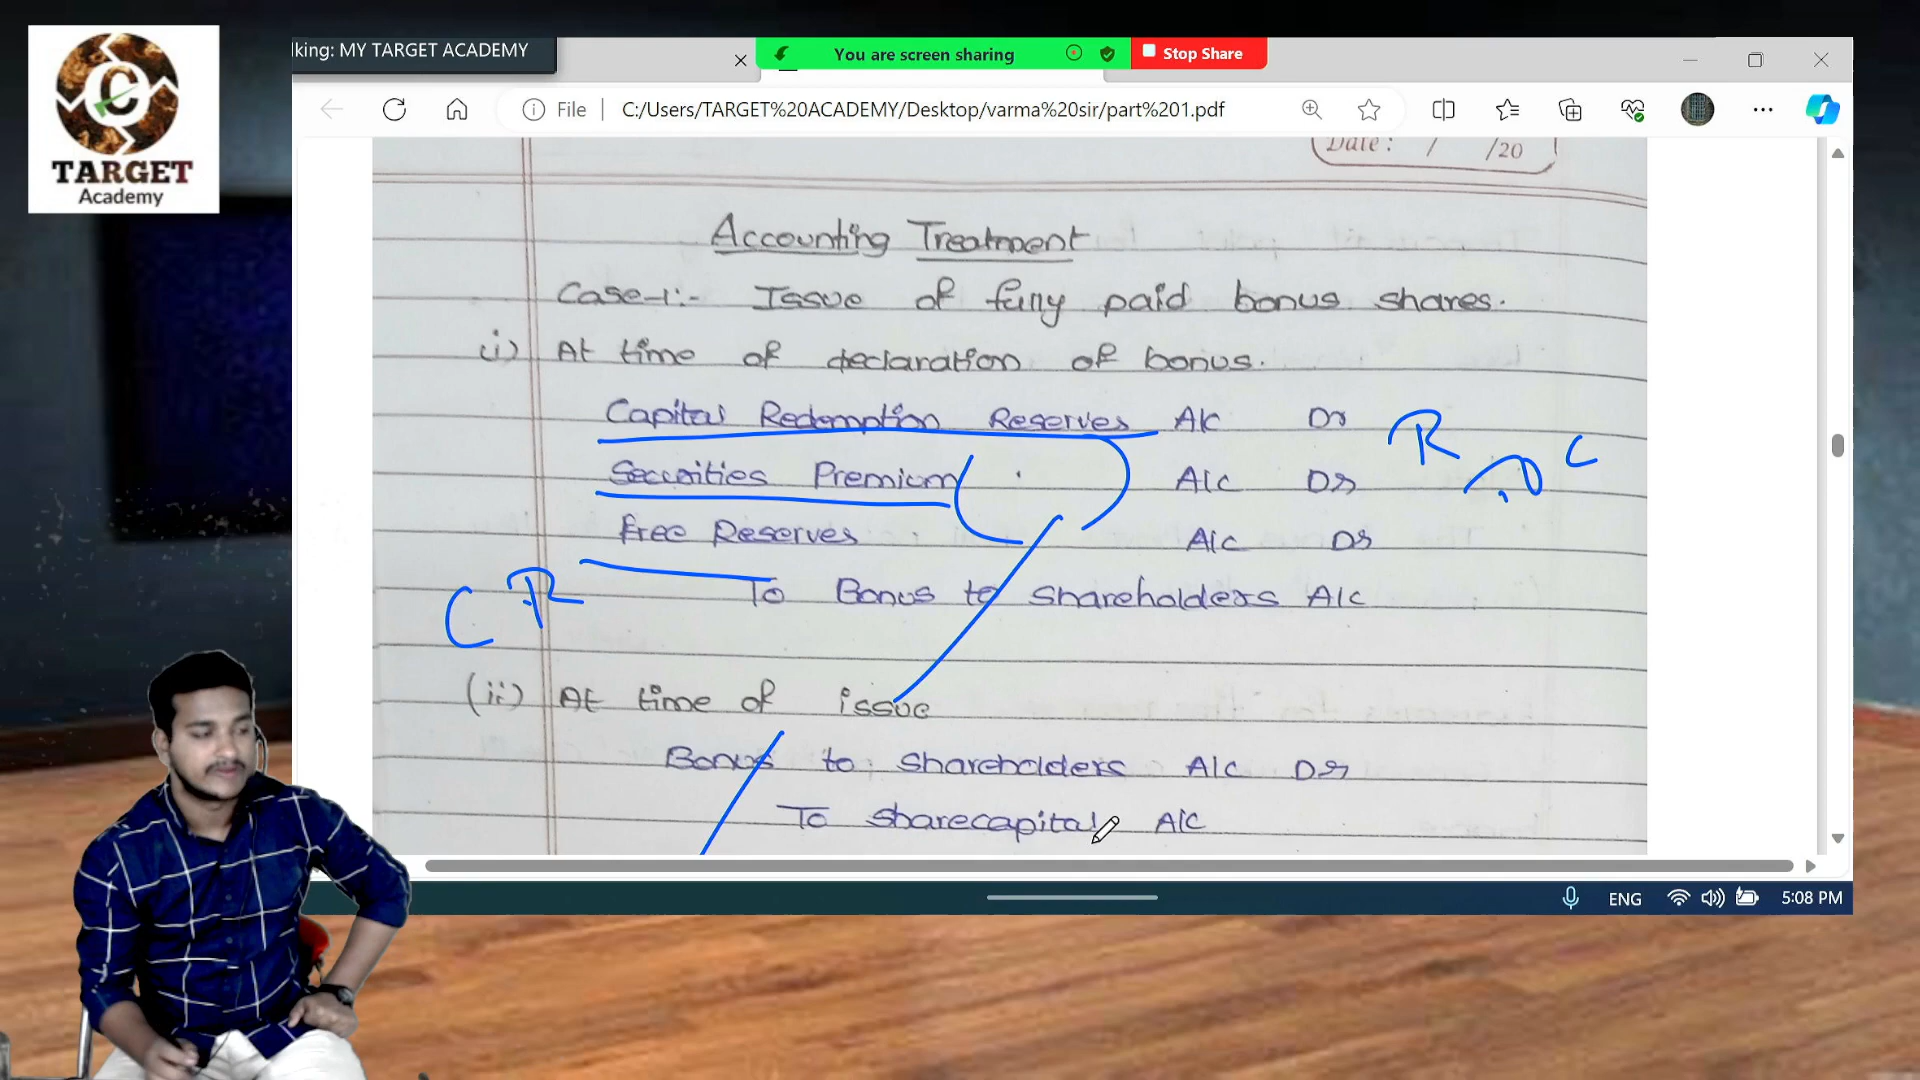 TARGET
Academy
lking: MY TARGET ACADEMY
You are screen sharing
Stop Share
File
C:/Users/TARGET%20ACADEMY/Desktop/varma%20sir/part%201.pdf
Date : / /20
Accounting Treatment
Case-1:- Issue of fully paid bonus shares.
(i) At time of declaration of bonus.
Capital Redemption Reserves A/c Dr
Securities Premium A/c Dr
Free Reserves A/c Dr
To Bonus to shareholders A/c
(ii) At time of issue
Bonus to shareholders A/c Dr
To sharecapital A/c
ENG
5:08 PM